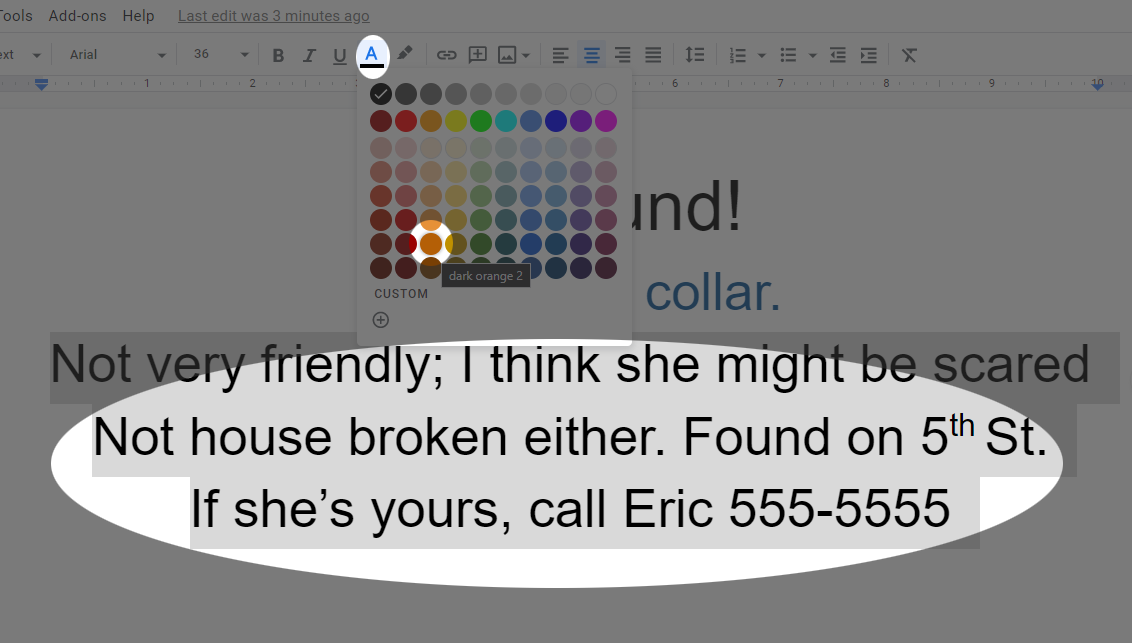 Tools Add-ons Help Last edit was 3 minutes ago
ext Arial 36 B I U A
1 2 6 7 8 9 10
und!
collar.
dark orange 2
CUSTOM
Not very friendly; I think she might be scared
Not house broken either. Found on 5th St.
If she’s yours, call Eric 555-5555